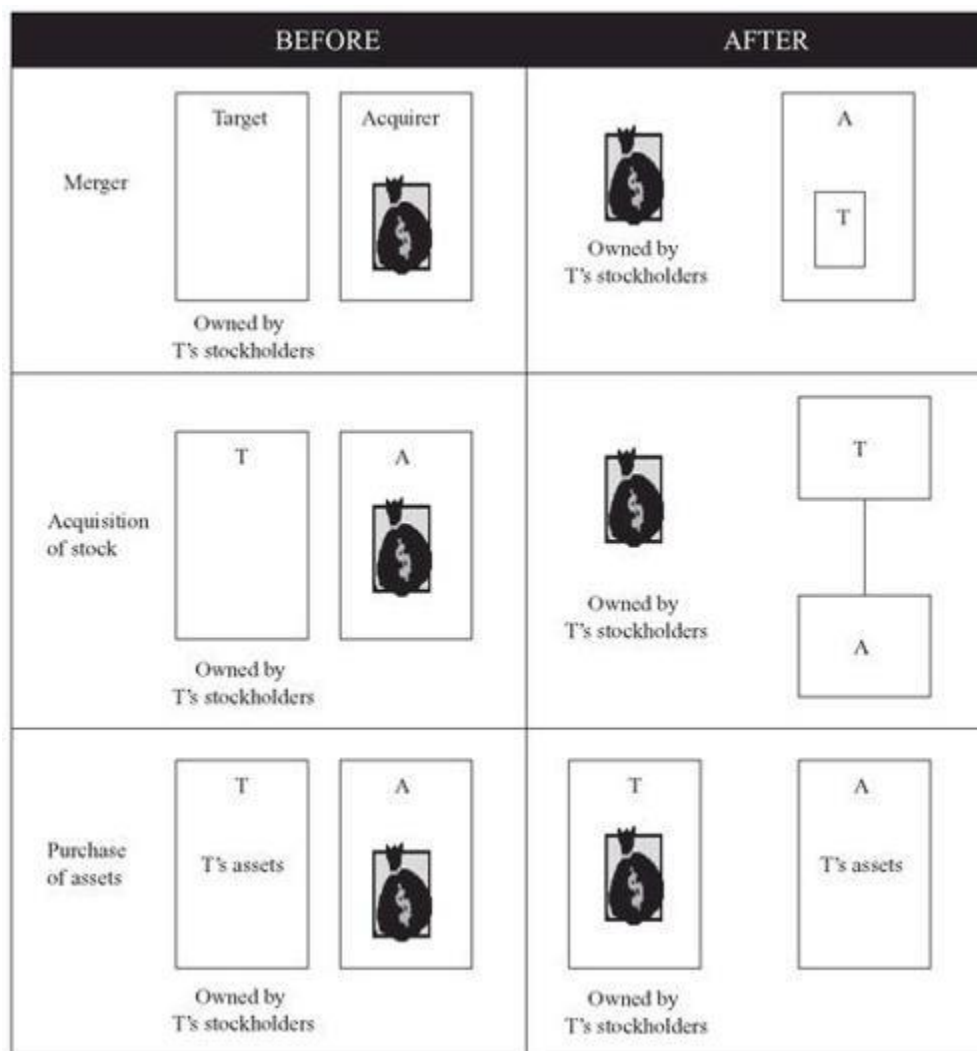 BEFORE
AFTER
Merger
Target
Acquirer
$
Owned by
T's stockholders
$
Owned by
T's stockholders
A
T
Acquisition
of stock
T
A
$
Owned by
T's stockholders
$
Owned by
T's stockholders
T
A
Purchase
of assets
T
T's assets
A
$
Owned by
T's stockholders
T
$
Owned by
T's stockholders
A
T's assets